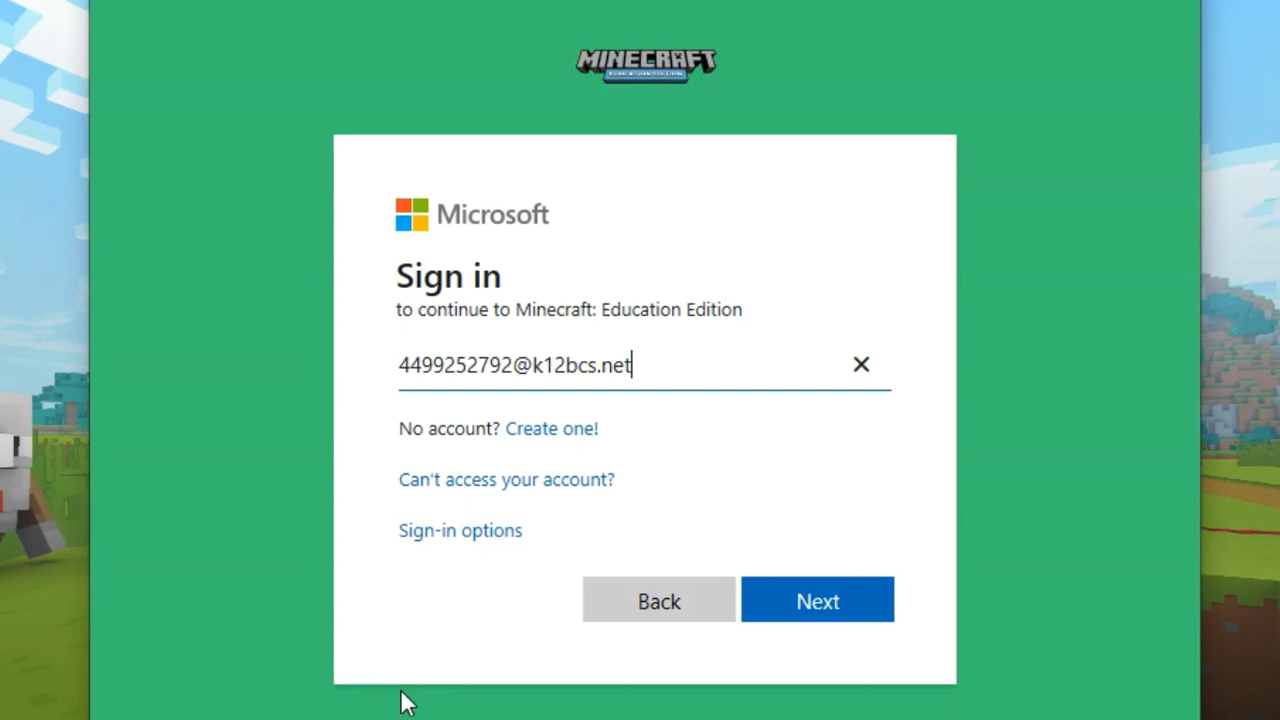 MINECRAFT
Microsoft
Sign in
to continue to Minecraft: Education Edition
4499252792@k12bcs.net
No account? Create one!
Can't access your account?
Sign-in options
Back
Next